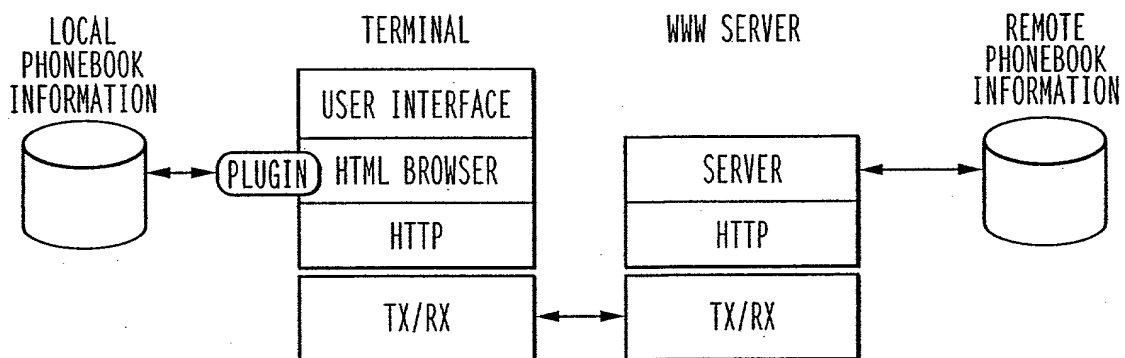 LOCAL
PHONEBOOK
INFORMATION
TERMINAL
WWW SERVER
REMOTE
PHONEBOOK
INFORMATION
USER INTERFACE
PLUGIN
HTML BROWSER
SERVER
HTTP
HTTP
TX/RX
TX/RX